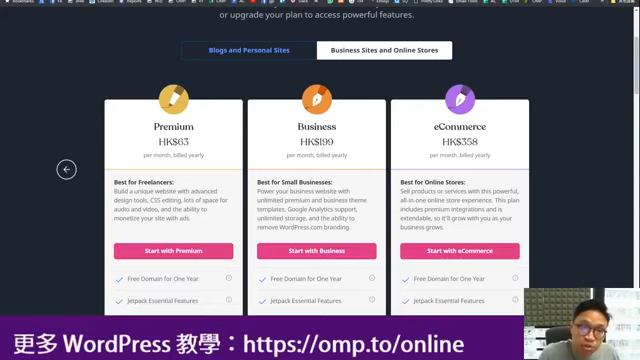 or upgrade your plan to access powerful features.
Blogs and Personal Sites
Business Sites and Online Stores
Premium
HK$63
per month, billed yearly
Best for Freelancers:
Build a unique website with advanced
design tools, CSS editing, lots of space
for audio and video, and the ability to
monetize your site with ads.
Start with Premium
Free Domain for One Year
Jetpack Essential Features
Business
HK$199
per month, billed yearly
Best for Small Businesses:
Power your business website with
unlimited premium and business theme
templates, Google Analytics support,
unlimited storage, and the ability to
remove WordPress.com branding.
Start with Business
Free Domain for One Year
Jetpack Essential Features
eCommerce
HK$358
per month, billed yearly
Best for Online Stores:
Sell products or services with this powerful,
all-in-one online store experience. This plan
includes premium integrations and is
extendable, so it'll grow with you as your
business grows.
Start with eCommerce
Free Domain for One Year
Jetpack Essential Features
更多 WordPress 教學：https://omp.to/online